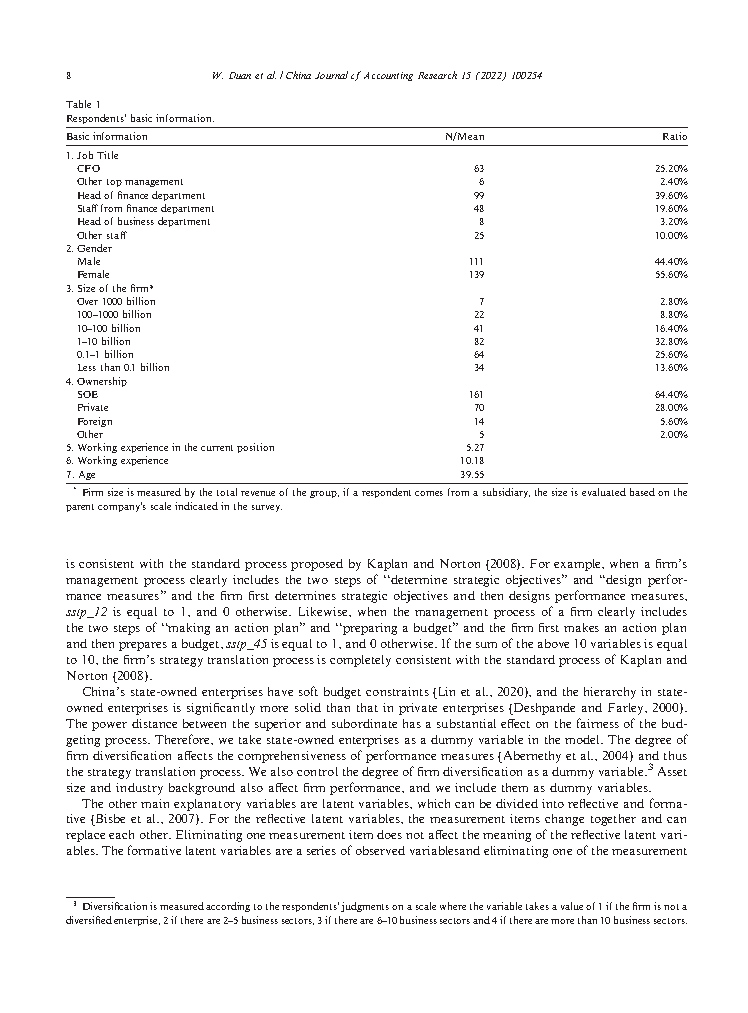 8
W. Duan et al. / China Journal of Accounting Research 15 (2022) 100254
Table 1
Respondents' basic information.
Basic information N/Mean Ratio
1. Job Title
CFO 63 25.20%
Other top management 6 2.40%
Head of finance department 99 39.60%
Staff from finance department 48 19.60%
Head of business department 8 3.20%
Other staff 25 10.00%
2. Gender
Male 111 44.40%
Female 139 55.60%
3. Size of the firm*
Over 1000 billion 7 2.80%
100–1000 billion 22 8.80%
10–100 billion 41 16.40%
1–10 billion 82 32.80%
0.1–1 billion 64 25.60%
Less than 0.1 billion 34 13.60%
4. Ownership
SOE 161 64.40%
Private 70 28.00%
Foreign 14 5.60%
Other 5 2.00%
5. Working experience in the current position 5.27
6. Working experience 10.18
7. Age 39.55
* Firm size is measured by the total revenue of the group, if a respondent comes from a subsidiary, the size is evaluated based on the
parent company's scale indicated in the survey.
is consistent with the standard process proposed by Kaplan and Norton (2008). For example, when a firm's
management process clearly includes the two steps of "determine strategic objectives" and "design perfor-
mance measures" and the firm first determines strategic objectives and then designs performance measures,
sstp_12 is equal to 1, and 0 otherwise. Likewise, when the management process of a firm clearly includes
the two steps of "making an action plan" and "preparing a budget" and the firm first makes an action plan
and then prepares a budget, sstp_45 is equal to 1, and 0 otherwise. If the sum of the above 10 variables is equal
to 10, the firm's strategy translation process is completely consistent with the standard process of Kaplan and
Norton (2008).
China's state-owned enterprises have soft budget constraints (Lin et al., 2020), and the hierarchy in state-
owned enterprises is significantly more solid than that in private enterprises (Deshpande and Farley, 2000).
The power distance between the superior and subordinate has a substantial effect on the fairness of the bud-
geting process. Therefore, we take state-owned enterprises as a dummy variable in the model. The degree of
firm diversification affects the comprehensiveness of performance measures (Abernethy et al., 2004) and thus
the strategy translation process. We also control the degree of firm diversification as a dummy variable.3 Asset
size and industry background also affect firm performance, and we include them as dummy variables.
The other main explanatory variables are latent variables, which can be divided into reflective and forma-
tive (Bisbe et al., 2007). For the reflective latent variables, the measurement items change together and can
replace each other. Eliminating one measurement item does not affect the meaning of the reflective latent vari-
ables. The formative latent variables are a series of observed variablesand eliminating one of the measurement
3 Diversification is measured according to the respondents' judgments on a scale where the variable takes a value of 1 if the firm is not a
diversified enterprise, 2 if there are 2–5 business sectors, 3 if there are 6–10 business sectors and 4 if there are more than 10 business sectors.